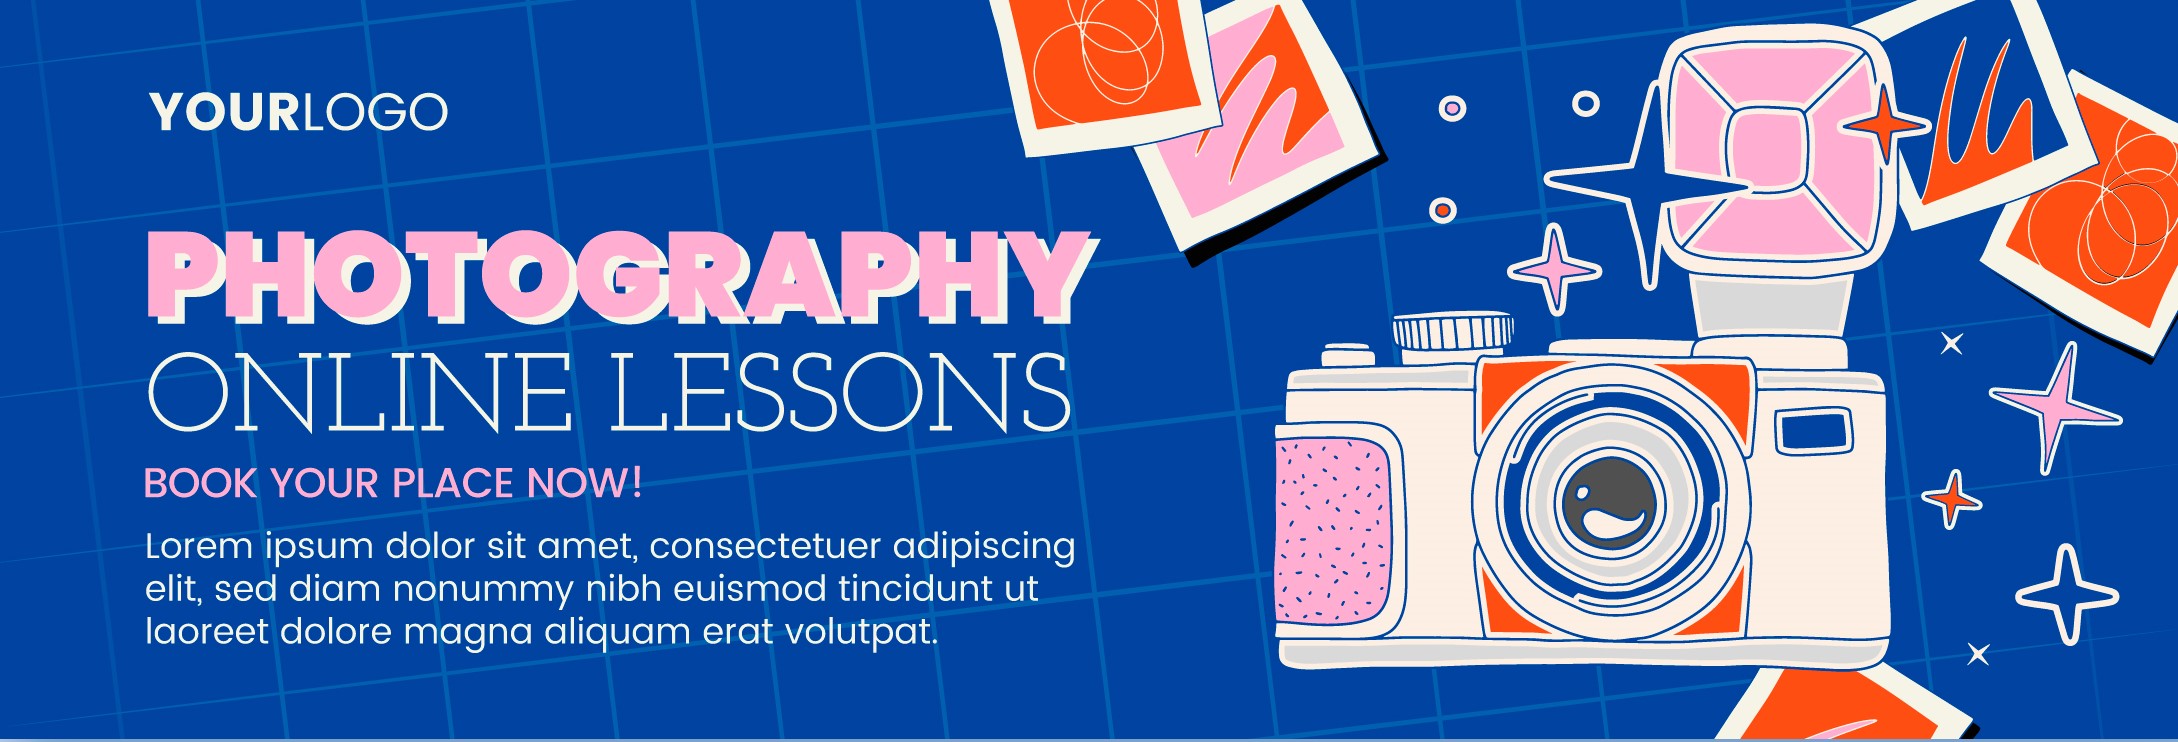 YOURLOGO
PHOTOGRAPHY
ONLINE LESSONS
BOOK YOUR PLACE NOW!
Lorem ipsum dolor sit amet, consectetuer adipiscing
elit, sed diam nonummy nibh euismod tincidunt ut
laoreet dolore magna aliquam erat volutpat.